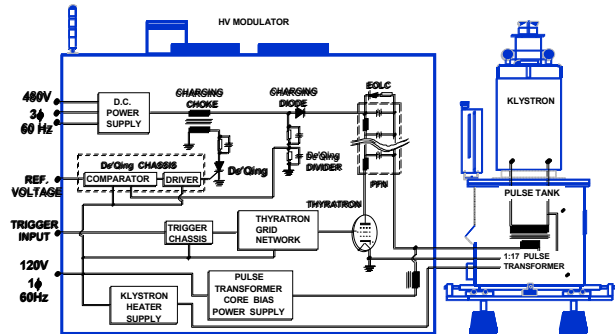 HV MODULATOR
480V
3ϕ
60 Hz
D.C.
POWER
SUPPLY
CHARGING
CHOKE
CHARGING
DIODE
EOLC
KLYSTRON
De'Qing CHASSIS
De'Qing
DIVIDER
REF.
VOLTAGE
COMPARATOR
DRIVER
PFN
PULSE TANK
THYRATRON
TRIGGER
INPUT
TRIGGER
CHASSIS
THYRATRON
GRID
NETWORK
1:17 PULSE
TRANSFORMER
120V
1ϕ
60Hz
KLYSTRON
HEATER
SUPPLY
PULSE
TRANSFORMER
CORE BIAS
POWER SUPPLY